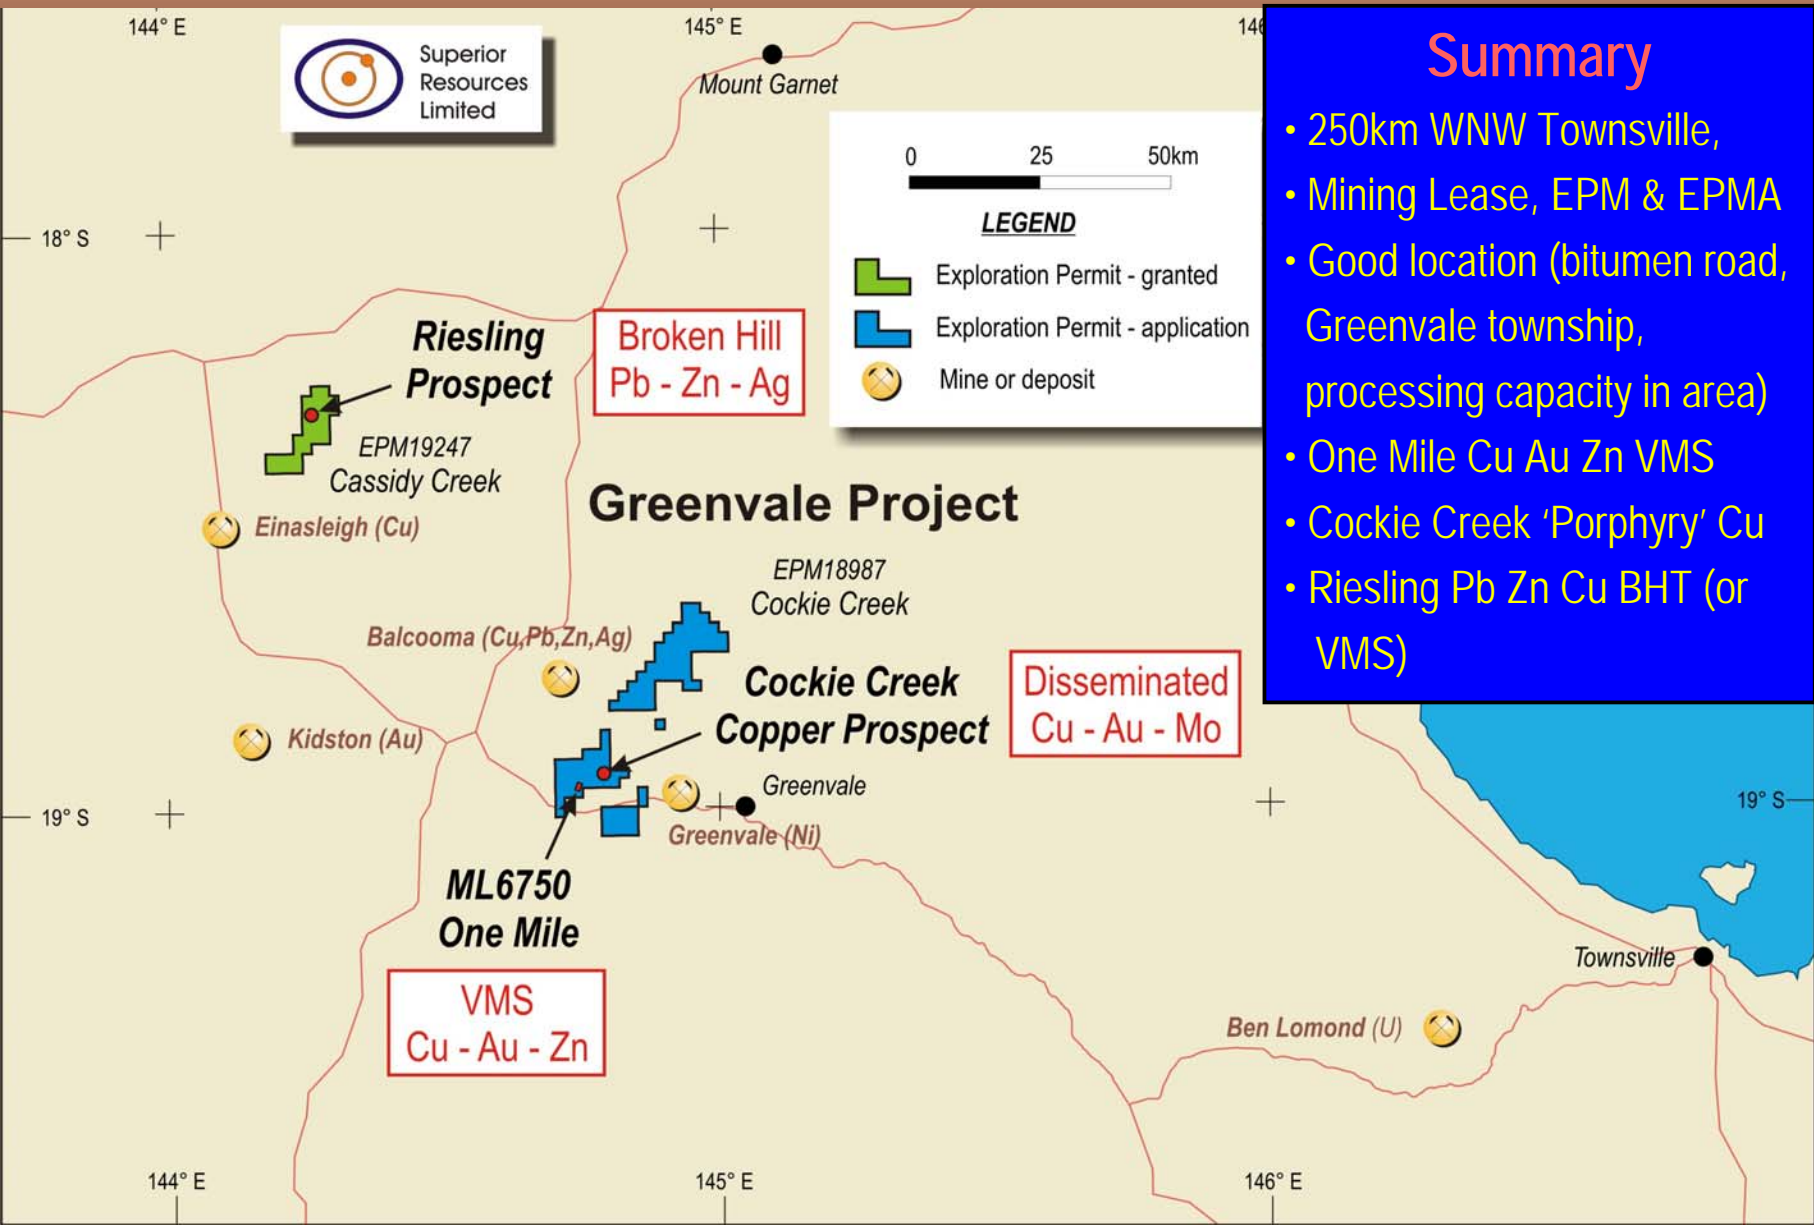 144° E
145° E
146
Superior
Resources
Limited
Mount Garnet
0 25 50km
LEGEND
Exploration Permit - granted
Exploration Permit - application
Mine or deposit
Summary
• 250km WNW Townsville,
• Mining Lease, EPM & EPMA
• Good location (bitumen road,
Greenvale township,
processing capacity in area)
• One Mile Cu Au Zn VMS
• Cockie Creek ‘Porphyry’ Cu
• Riesling Pb Zn Cu BHT (or
VMS)
18° S
Riesling
Prospect
Broken Hill
Pb - Zn - Ag
EPM19247
Cassidy Creek
Einasleigh (Cu)
Greenvale Project
EPM18987
Cockie Creek
Balcooma (Cu,Pb,Zn,Ag)
Cockie Creek
Copper Prospect
Disseminated
Cu - Au - Mo
Kidston (Au)
Greenvale
19° S
19° S
Greenvale (Ni)
ML6750
One Mile
VMS
Cu - Au - Zn
Townsville
Ben Lomond (U)
144° E
145° E
146° E